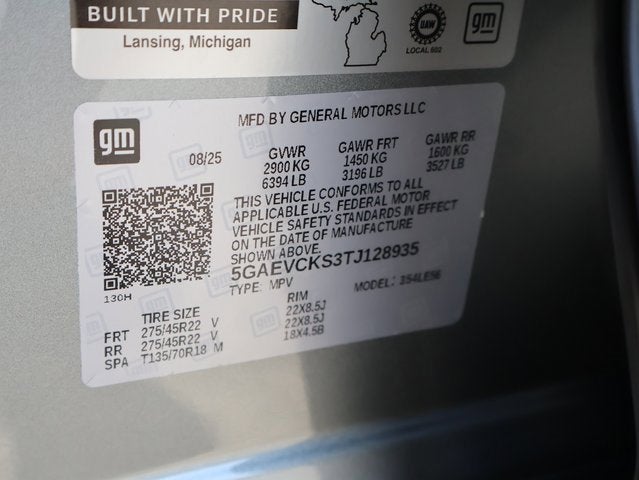 BUILT WITH PRIDE
Lansing, Michigan
UAW
LOCAL 602
gm
gm
MFD BY GENERAL MOTORS LLC
08/25 GVWR GAWR FRT GAWR RR
2900 KG 1450 KG 1600 KG
6394 LB 3196 LB 3527 LB
THIS VEHICLE CONFORMS TO ALL
APPLICABLE U.S. FEDERAL MOTOR
VEHICLE SAFETY STANDARDS IN EFFECT
ON THE DATE OF MANUFACTURE
SHOWN ABOVE.
5GAEVCKS3TJ128935
TYPE: MPV MODEL: 354LE56
130H
TIRE SIZE RIM
FRT 275/45R22 V 22X8.5J
RR 275/45R22 V 22X8.5J
SPA T135/70R18 M 18X4.5B